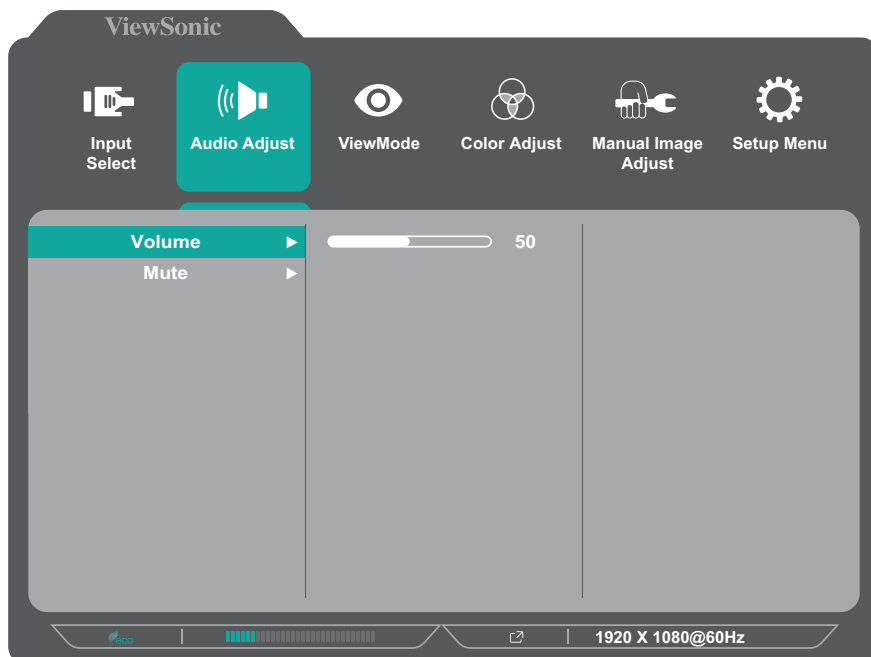 ViewSonic
Input
Select
Audio Adjust
ViewMode
Color Adjust
Manual Image
Adjust
Setup Menu
Volume
50
Mute
eco
1920 X 1080@60Hz